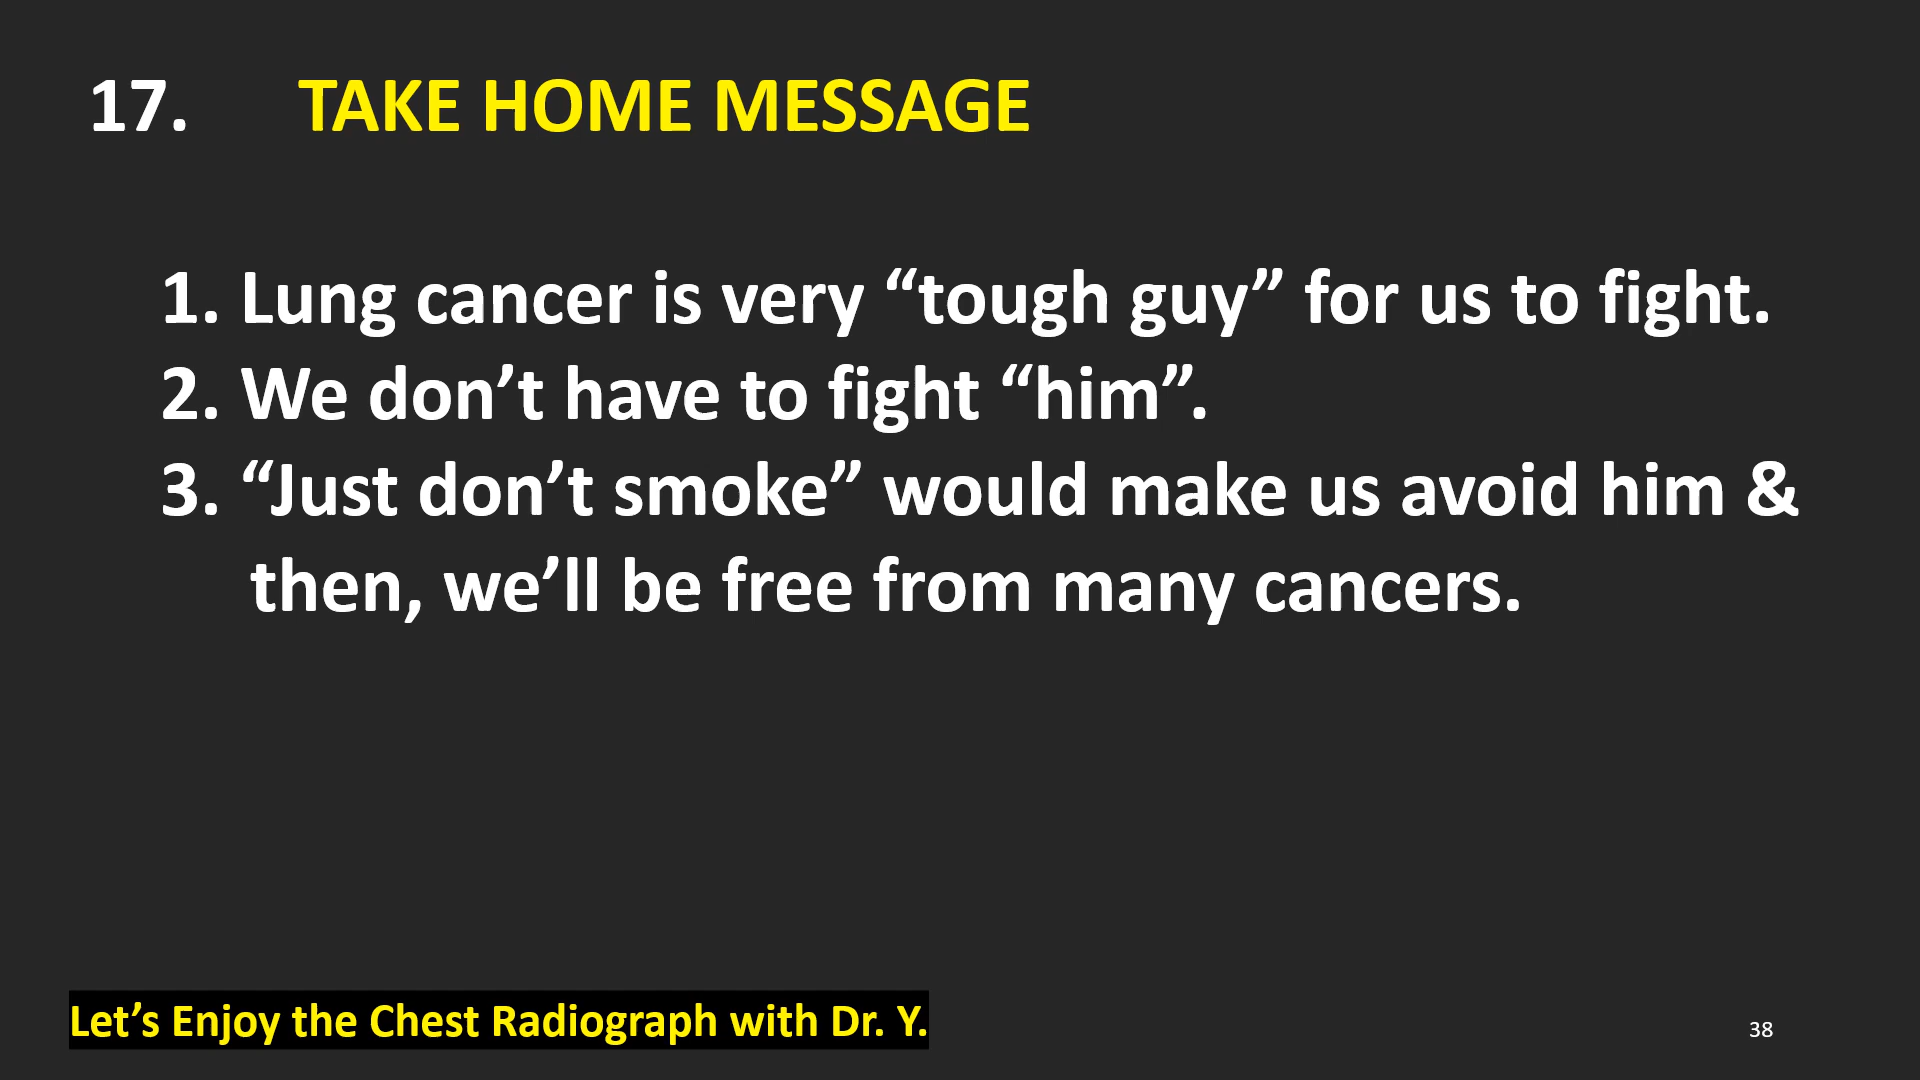 17. TAKE HOME MESSAGE
1. Lung cancer is very “tough guy” for us to fight.
2. We don’t have to fight “him”.
3. “Just don’t smoke” would make us avoid him &
then, we’ll be free from many cancers.
Let’s Enjoy the Chest Radiograph with Dr. Y.
38